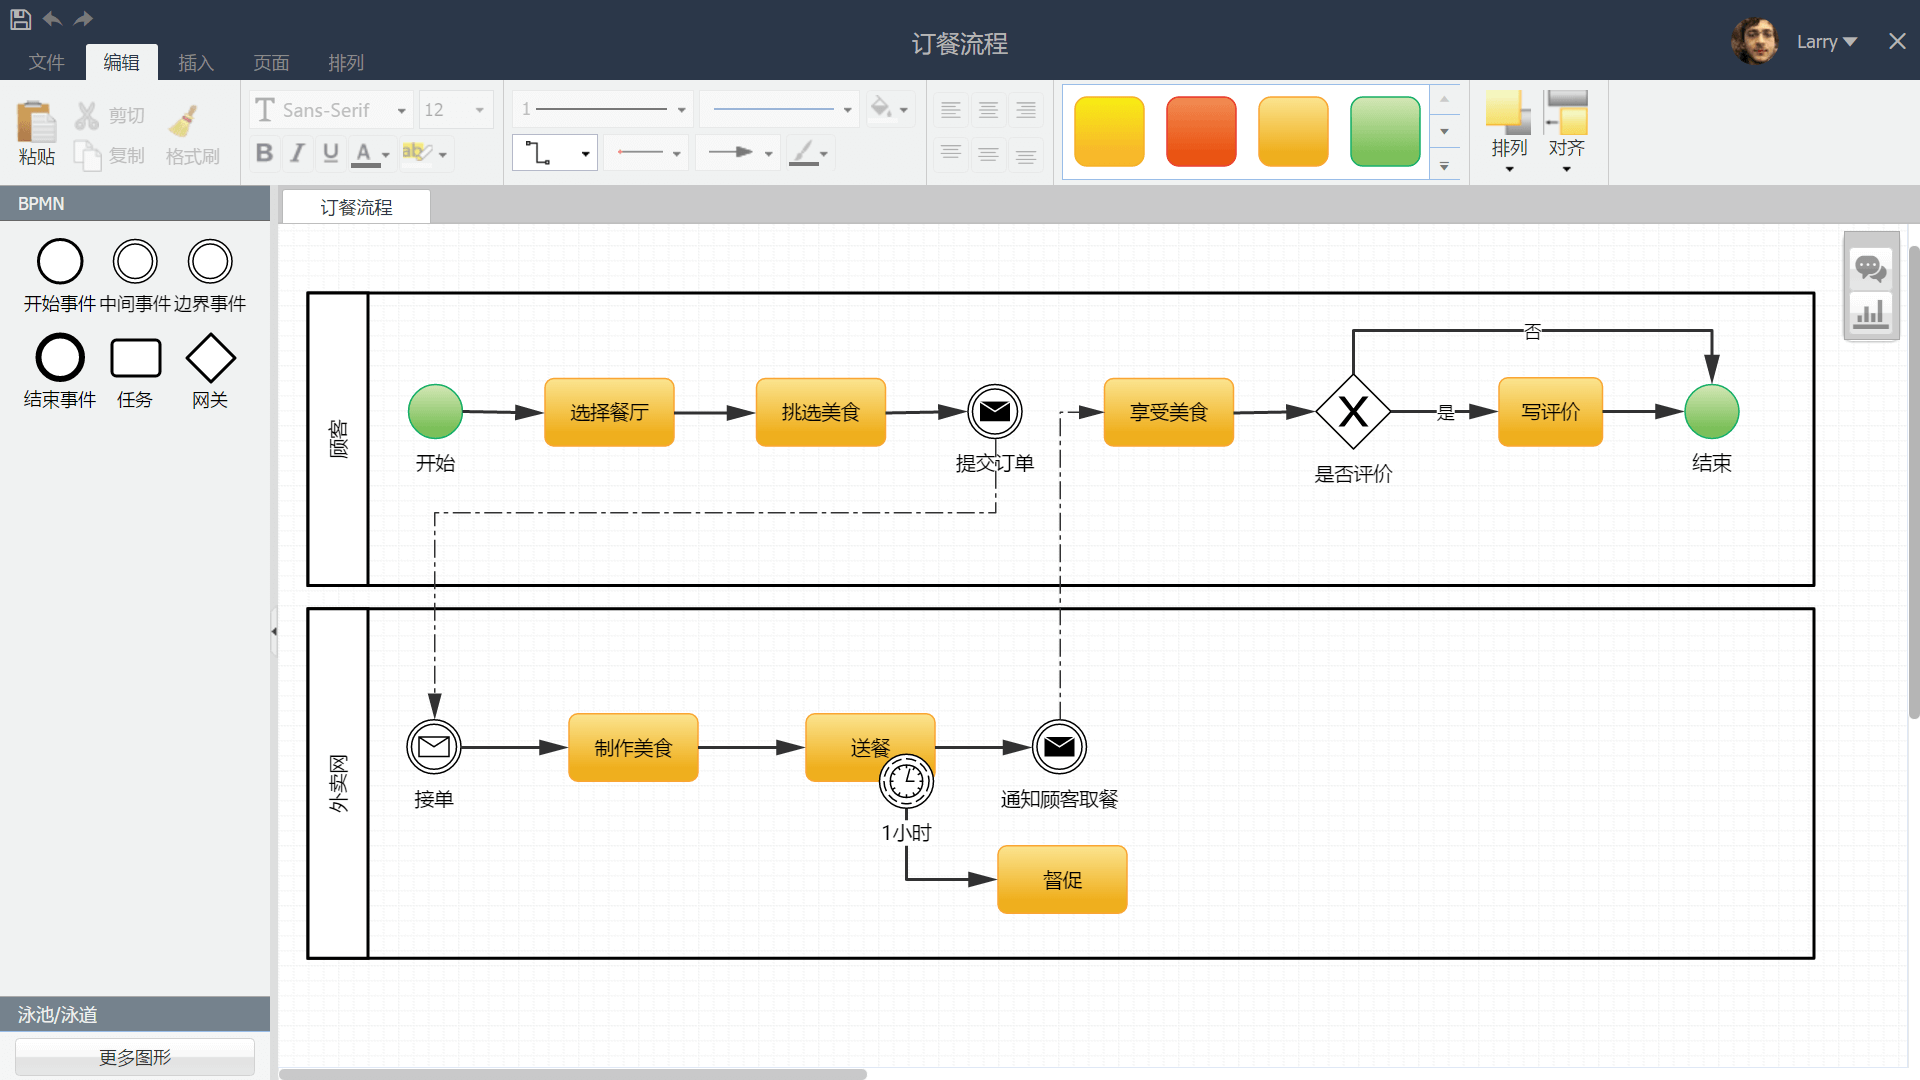 订餐流程
Larry
文件 编辑 插入 页面 排列
粘贴
剪切
复制
格式刷
T Sans-Serif 12
B I U A ab
1
排列 对齐
BPMN
订餐流程
开始事件 中间事件 边界事件
结束事件 任务 网关
泳池/泳道
更多图形
顾客
否
选择餐厅 挑选美食 享受美食 X 是 写评价
开始 提交订单 是否评价 结束
外卖网
制作美食 送餐
接单 通知顾客取餐
1小时
督促